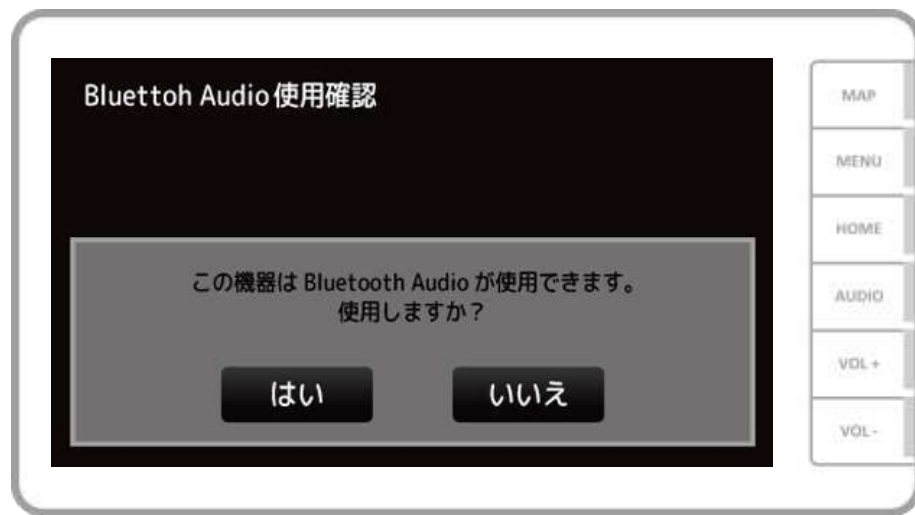 Bluettoh Audio使用確認
この機器は Bluetooth Audio が使用できます。
使用しますか？
はい
いいえ
MAP
MENU
HOME
AUDIO
VOL +
VOL -